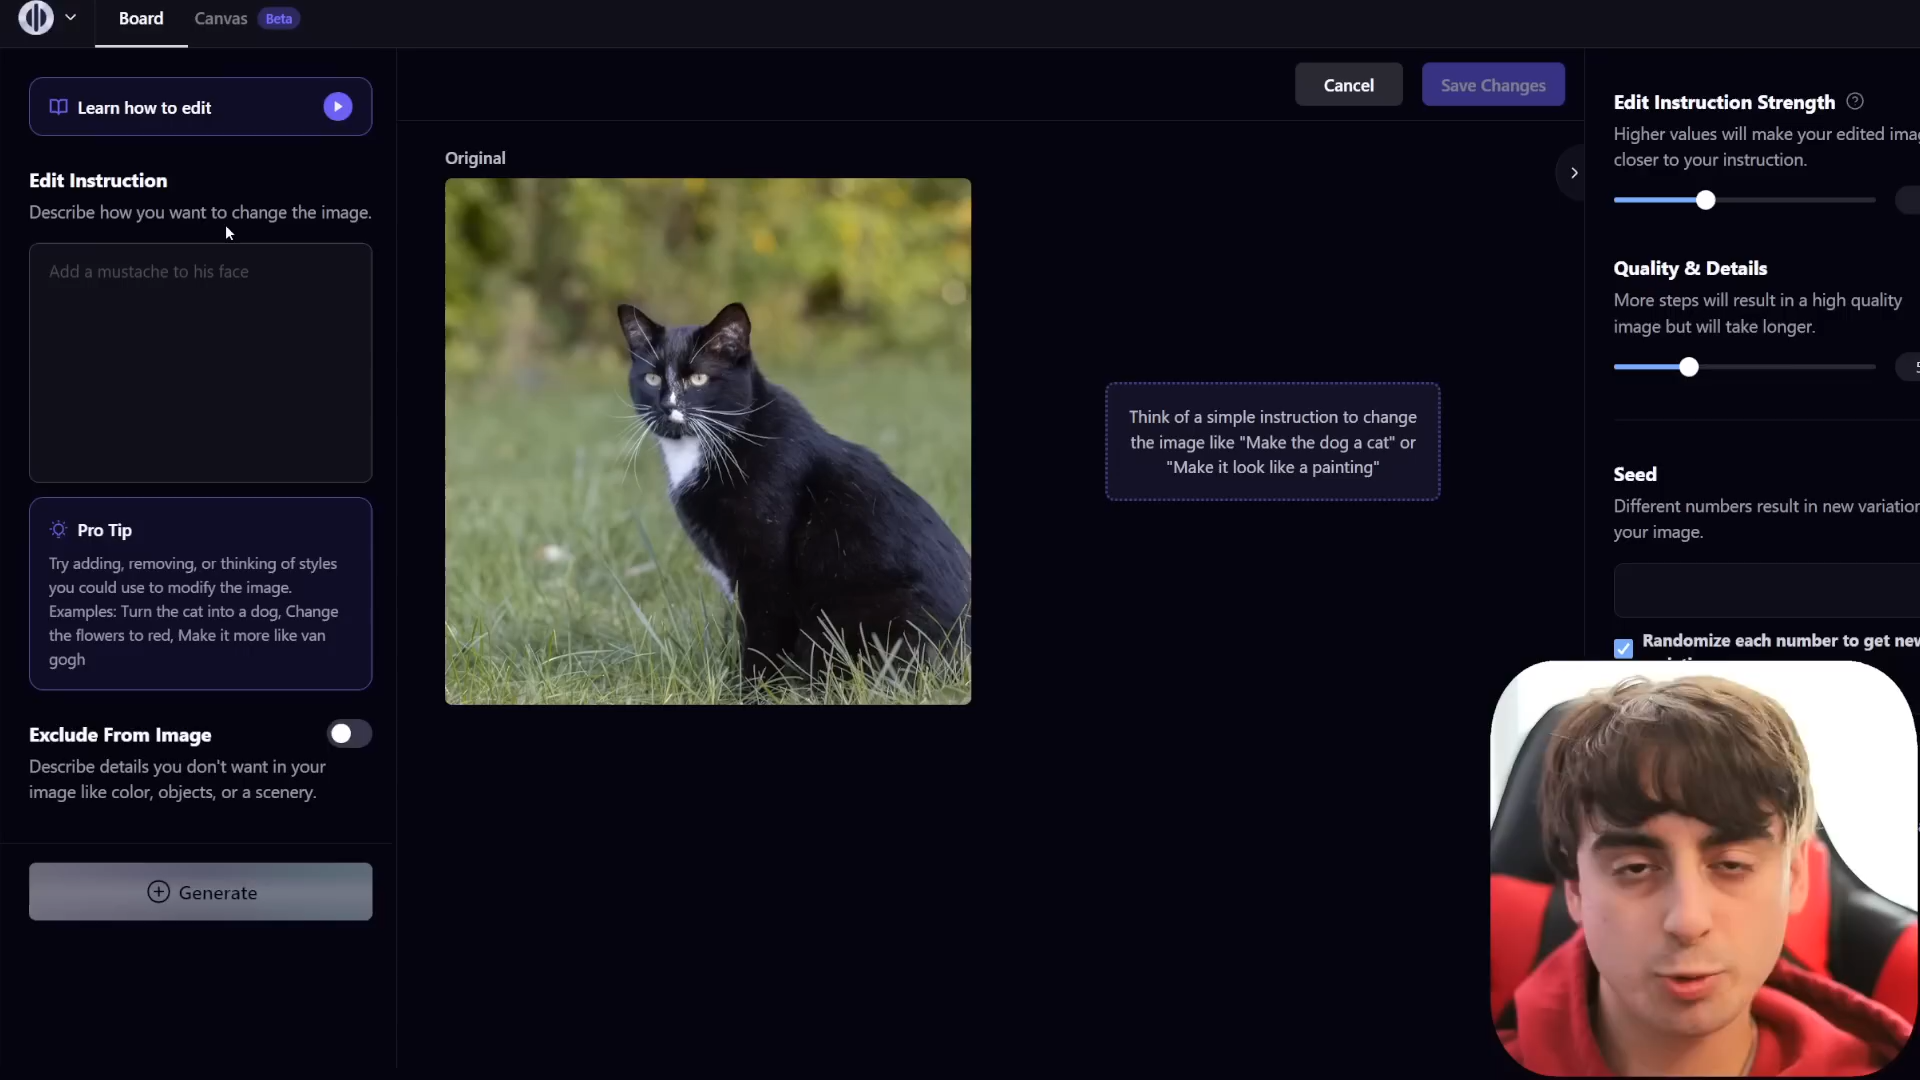 Board
Canvas
Beta
Learn how to edit
Edit Instruction
Describe how you want to change the image.
Add a mustache to his face
Pro Tip
Try adding, removing, or thinking of styles
you could use to modify the image.
Examples: Turn the cat into a dog, Change
the flowers to red, Make it more like van
gogh
Exclude From Image
Describe details you don't want in your
image like color, objects, or a scenery.
Generate
Cancel
Save Changes
Original
Think of a simple instruction to change
the image like "Make the dog a cat" or
"Make it look like a painting"
Edit Instruction Strength
Higher values will make your edited
closer to your instruction.
Quality & Details
More steps will result in a high quality
image but will take longer.
Seed
Different numbers result in new
your image.
Randomize each number to get